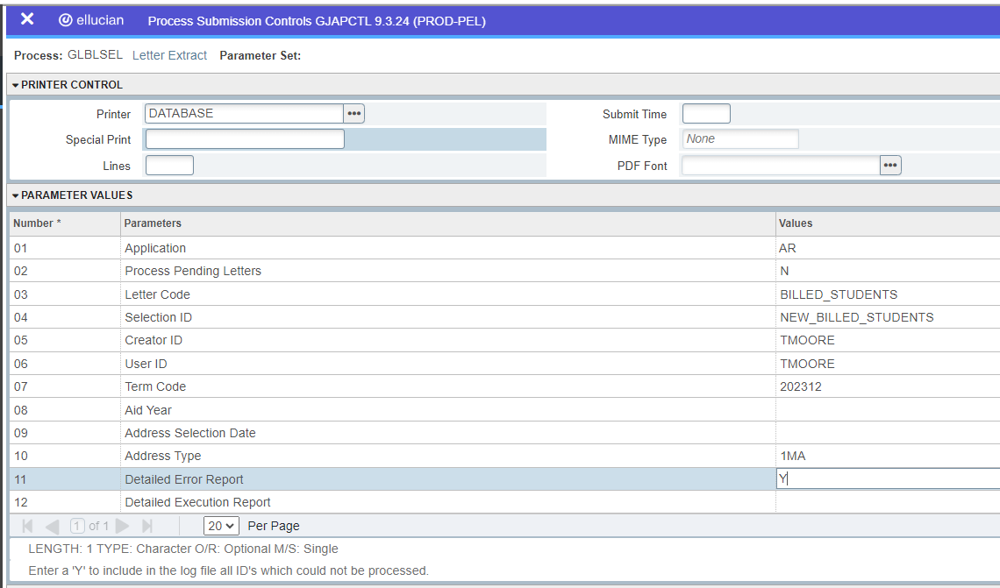 ellucian Process Submission Controls GJAPCTL 9.3.24 (PROD-PEL)
Process: GLBLSEL Letter Extract Parameter Set:
PRINTER CONTROL
Printer DATABASE Submit Time
Special Print MIME Type None
Lines PDF Font
PARAMETER VALUES
Number * Parameters Values
01 Application AR
02 Process Pending Letters N
03 Letter Code BILLED_STUDENTS
04 Selection ID NEW_BILLED_STUDENTS
05 Creator ID TMOORE
06 User ID TMOORE
07 Term Code 202312
08 Aid Year
09 Address Selection Date
10 Address Type 1MA
11 Detailed Error Report Y
12 Detailed Execution Report
1 of 1 20 Per Page
LENGTH: 1 TYPE: Character O/R: Optional M/S: Single
Enter a 'Y' to include in the log file all ID's which could not be processed.